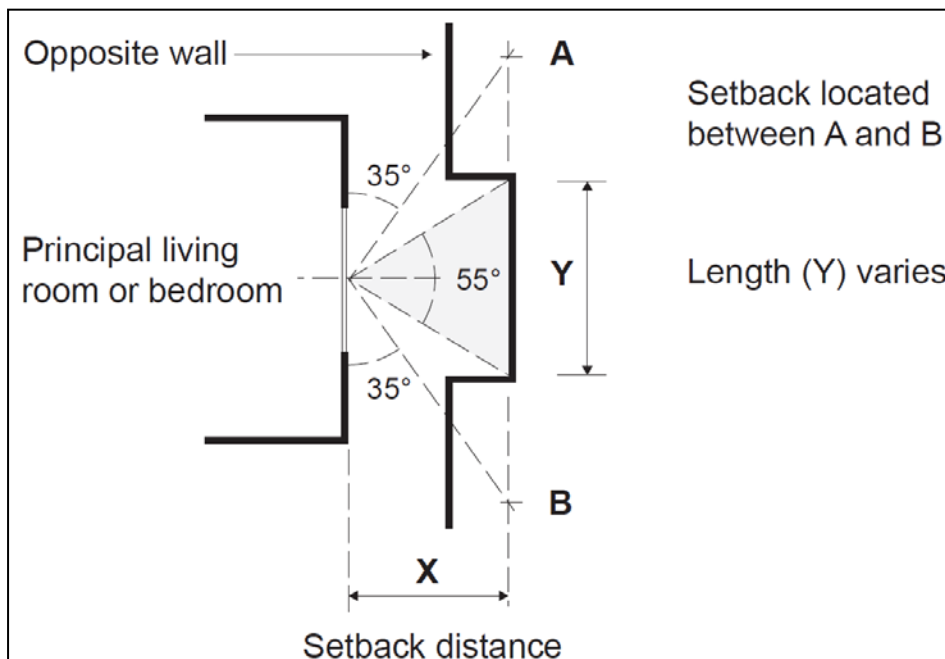 Opposite wall
A
Setback located
between A and B
35°
Principal living
room or bedroom
55°
Y
Length (Y) varies
35°
B
X
Setback distance